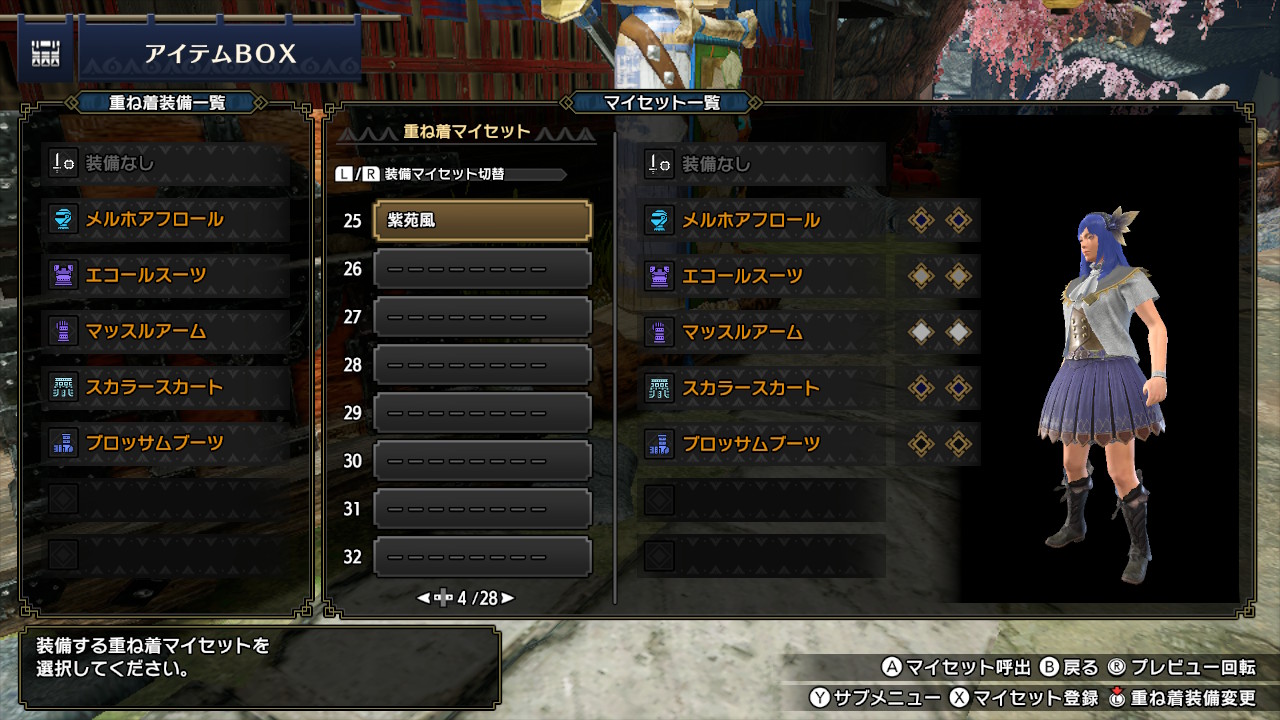 アイテムBOX
重ね着装備一覧
装備なし
メルホアフロール
エコールスーツ
マッスルアーム
スカラースカート
ブロッサムブーツ
マイセット一覧
重ね着マイセット
L/R 装備マイセット切替
25 紫苑風
26 --------
27 --------
28 --------
29 --------
30 --------
31 --------
32 --------
4/28
装備なし
メルホアフロール
エコールスーツ
マッスルアーム
スカラースカート
ブロッサムブーツ
装備する重ね着マイセットを
選択してください。
Aマイセット呼出 B戻る Rプレビュー回転
Yサブメニュー Xマイセット登録 L重ね着装備変更